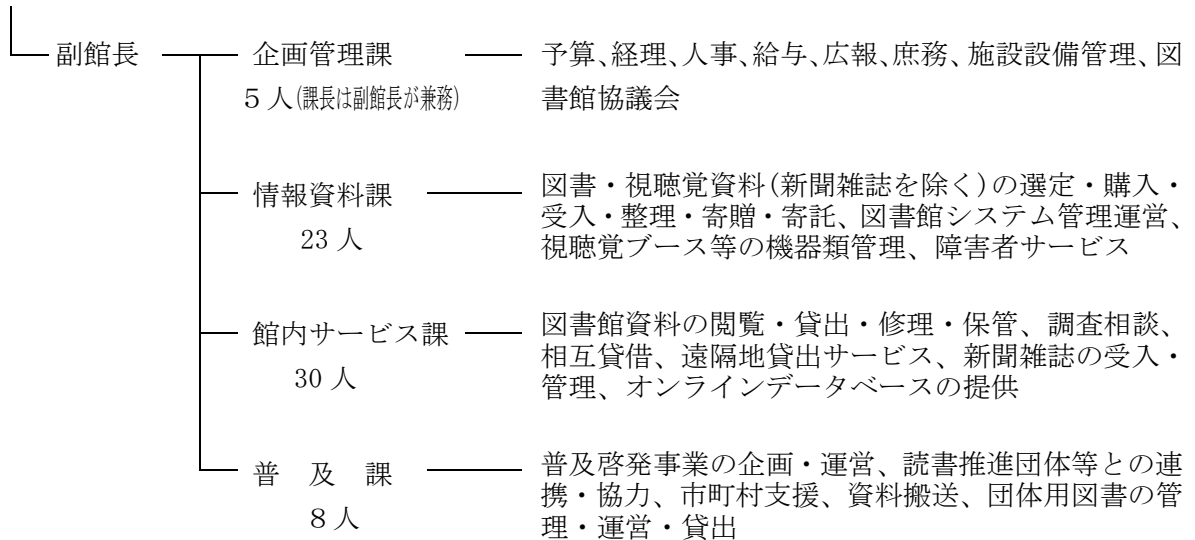 副館長
企画管理課
5人(課長は副館長が兼務)
予算、経理、人事、給与、広報、庶務、施設設備管理、図
書館協議会
情報資料課
23人
図書・視聴覚資料(新聞雑誌を除く)の選定・購入・
受入・整理・寄贈・寄託、図書館システム管理運営、
視聴覚ブース等の機器類管理、障害者サービス
館内サービス課
30人
図書館資料の閲覧・貸出・修理・保管、調査相談、
相互貸借、遠隔地貸出サービス、新聞雑誌の受入・
管理、オンラインデータベースの提供
普及課
8人
普及啓発事業の企画・運営、読書推進団体等との連
携・協力、市町村支援、資料搬送、団体用図書の管
理・運営・貸出